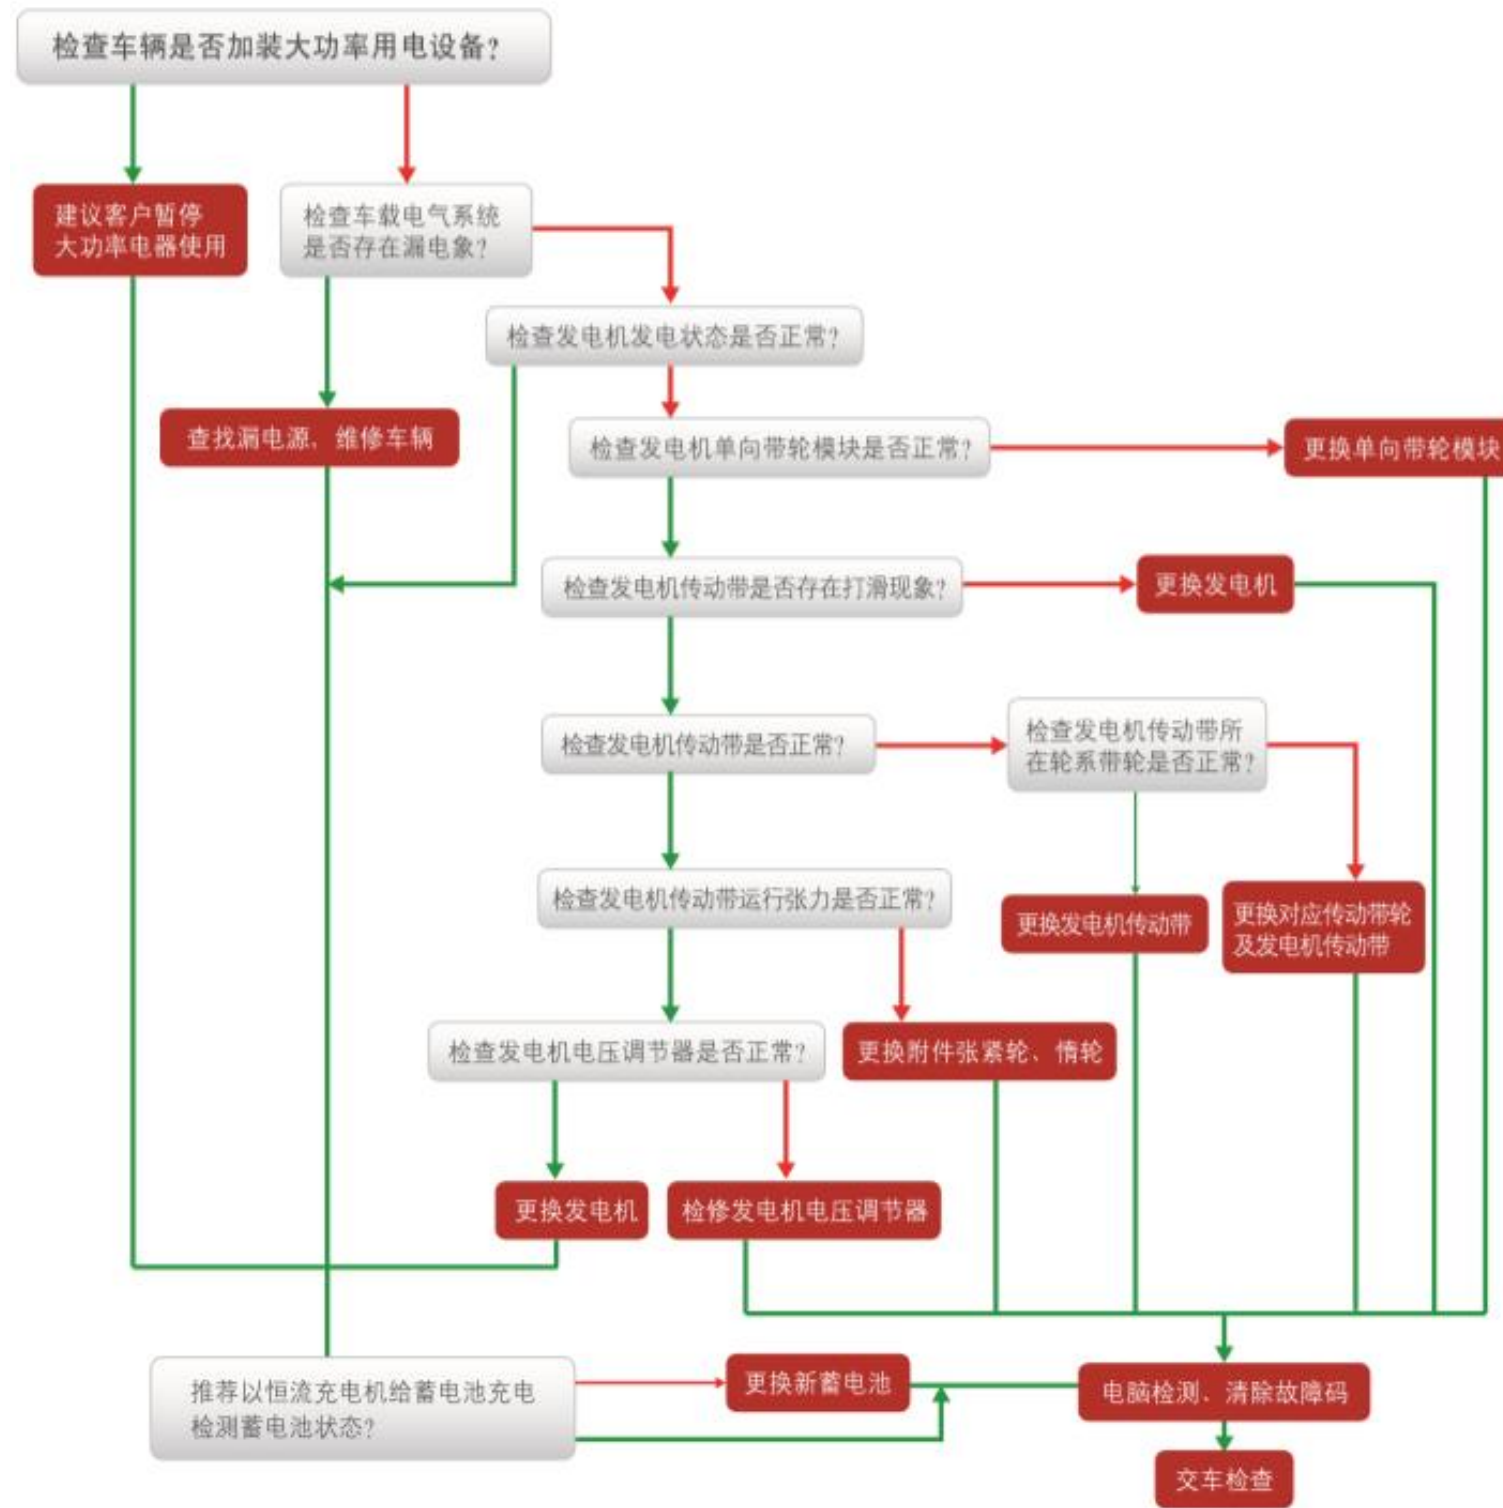 检查车辆是否加装大功率用电设备?
建议客户暂停
大功率电器使用
检查车载电气系统
是否存在漏电象?
检查发电机发电状态是否正常?
查找漏电源、维修车辆
检查发电机单向带轮模块是否正常?
更换单向带轮模块
检查发电机传动带是否存在打滑现象?
更换发电机
检查发电机传动带是否正常?
检查发电机传动带所
在轮系带轮是否正常?
检查发电机传动带运行张力是否正常?
更换发电机传动带
更换对应传动带轮
及发电机传动带
检查发电机电压调节器是否正常?
更换附件张紧轮、惰轮
更换发电机
检修发电机电压调节器
推荐以恒流充电机给蓄电池充电
检测蓄电池状态?
更换新蓄电池
电脑检测、清除故障码
交车检查